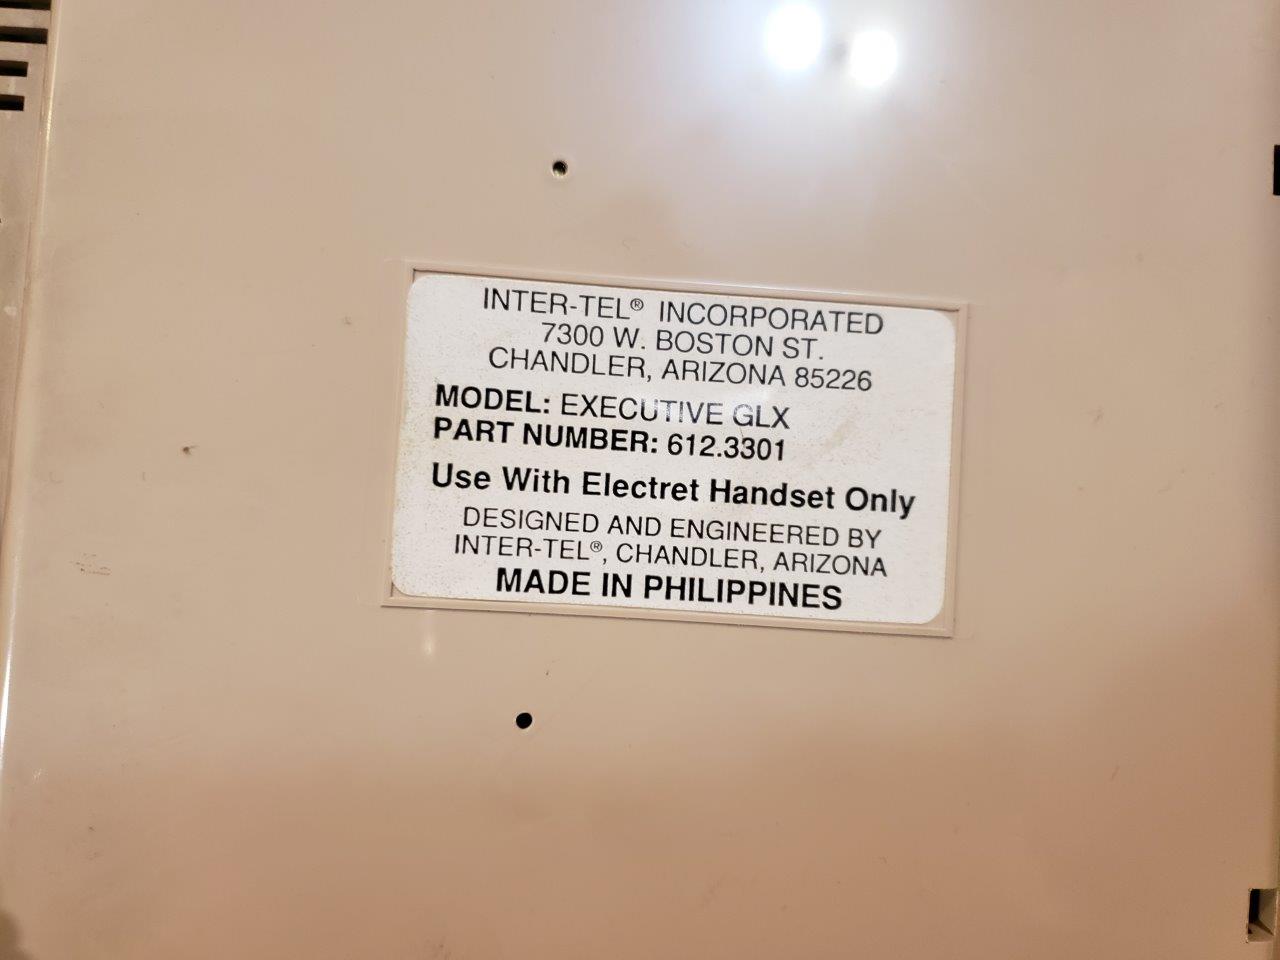 INTER-TEL® INCORPORATED
7300 W. BOSTON ST.
CHANDLER, ARIZONA 85226
MODEL: EXECUTIVE GLX
PART NUMBER: 612.3301
Use With Electret Handset Only
DESIGNED AND ENGINEERED BY
INTER-TEL®, CHANDLER, ARIZONA
MADE IN PHILIPPINES